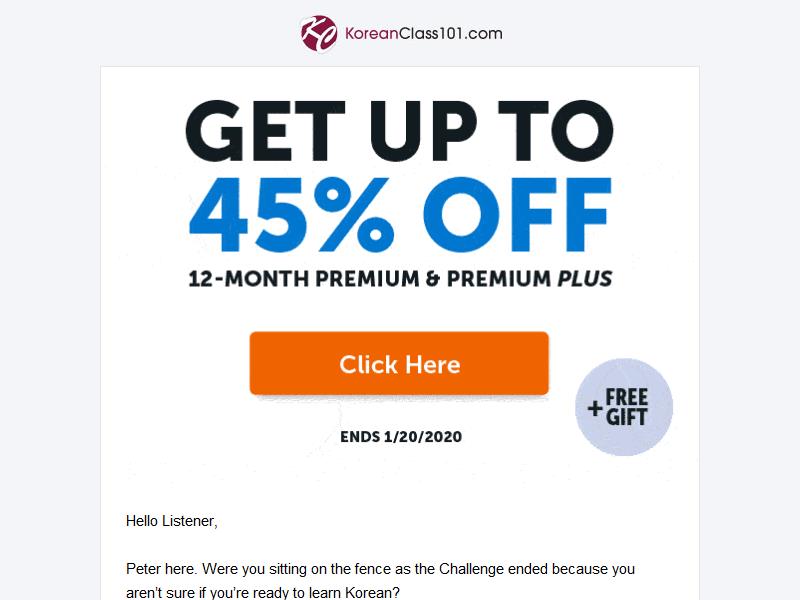 KoreanClass101.com
GET UP TO
45% OFF
12-MONTH PREMIUM & PREMIUM PLUS
Click Here
+ FREE
GIFT
ENDS 1/20/2020
Hello Listener,
Peter here. Were you sitting on the fence as the Challenge ended because you
aren’t sure if you’re ready to learn Korean?